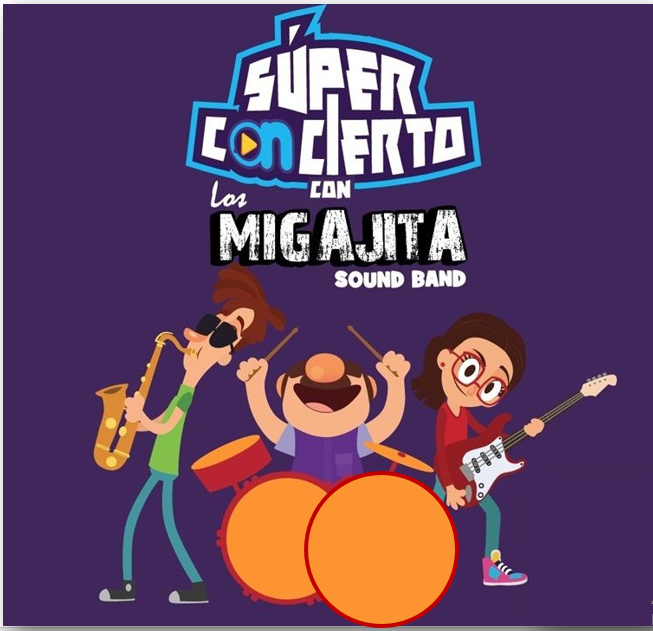 SÚPER
CONCIERTO
CON
Los
MIGAJITA
SOUND BAND